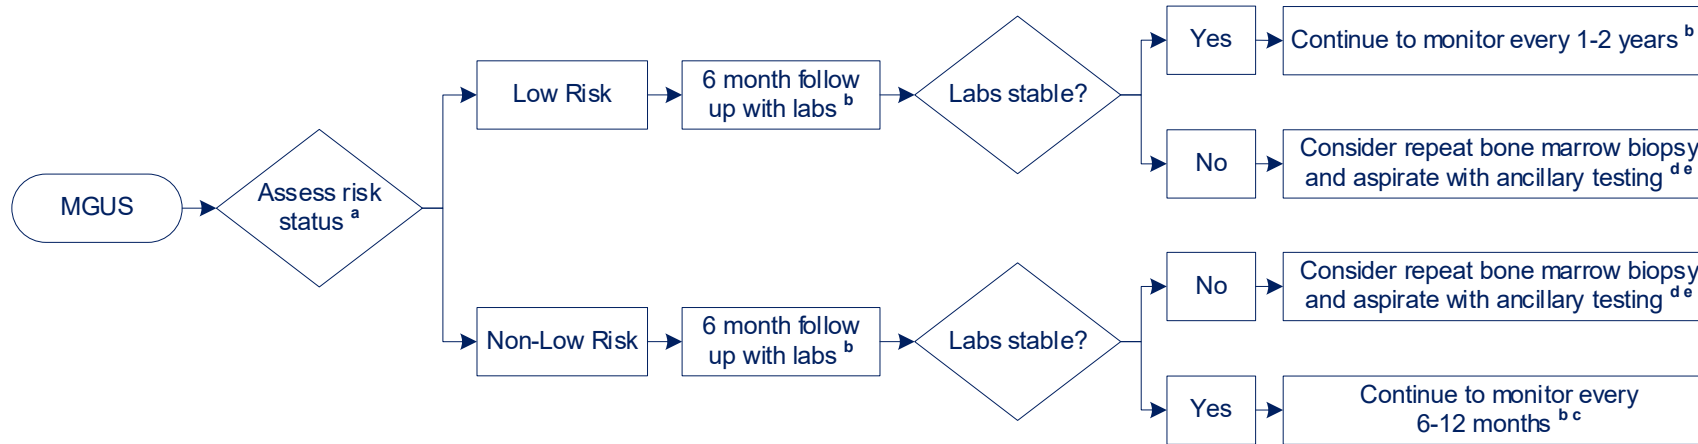 MGUS
Assess risk
status a
Low Risk
6 month follow
up with labs b
Labs stable?
Yes
Continue to monitor every 1-2 years b
No
Consider repeat bone marrow biopsy
and aspirate with ancillary testing d e
Non-Low Risk
6 month follow
up with labs b
Labs stable?
No
Consider repeat bone marrow biopsy
and aspirate with ancillary testing d e
Yes
Continue to monitor every
6-12 months b c